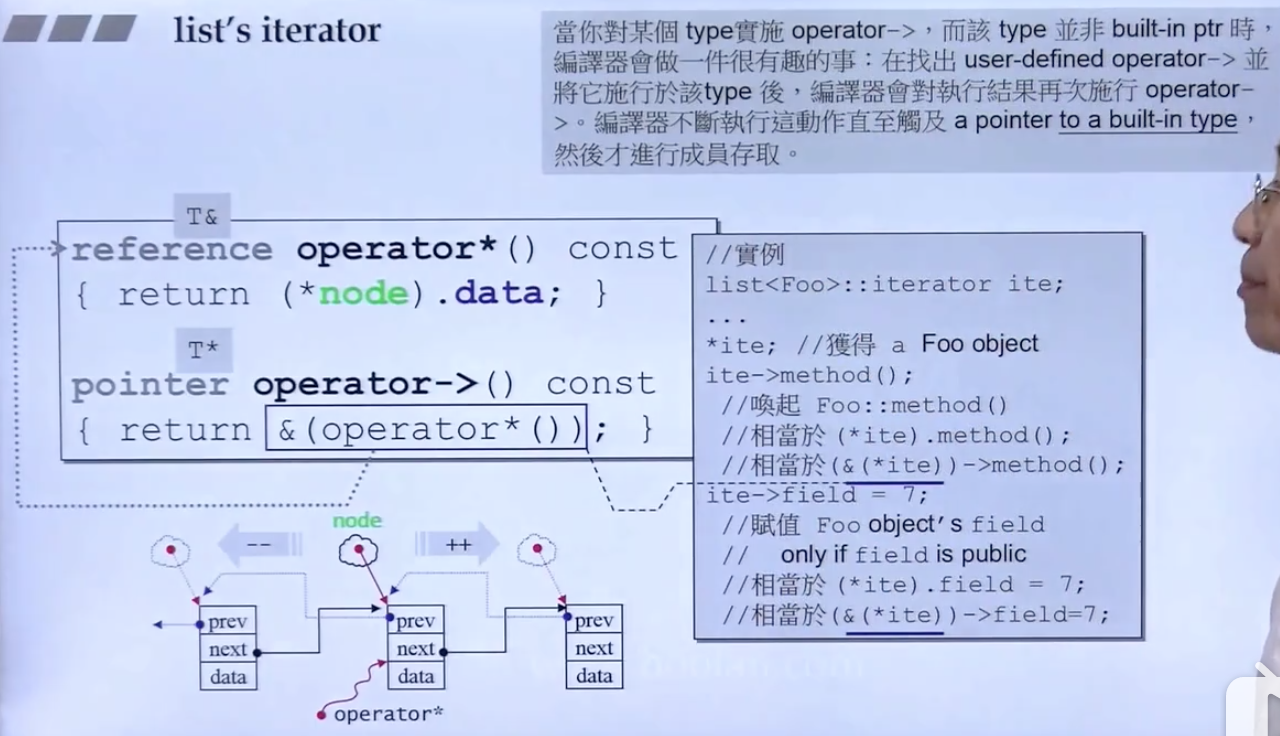 list's iterator
當你對某個 type實施 operator->，而該 type 並非 built-in ptr 時，
編譯器會做一件很有趣的事：在找出 user-defined operator-> 並
將它施行於該type 後，編譯器會對執行結果再次施行 operator-
>。編譯器不斷執行這動作直至觸及 a pointer to a built-in type，
然後才進行成員存取。
T&
reference operator*() const
{ return (*node).data; }
T*
pointer operator->() const
{ return &(operator*()); }
//實例
list<Foo>::iterator ite;
...
*ite; //獲得 a Foo object
ite->method();
//喚起 Foo::method()
//相當於 (*ite).method();
//相當於(&(*ite))->method();
ite->field = 7;
//賦值 Foo object's field
// only if field is public
//相當於 (*ite).field = 7;
//相當於(&(*ite))->field=7;
node
--
++
prev
next
data
prev
next
data
prev
next
data
operator*